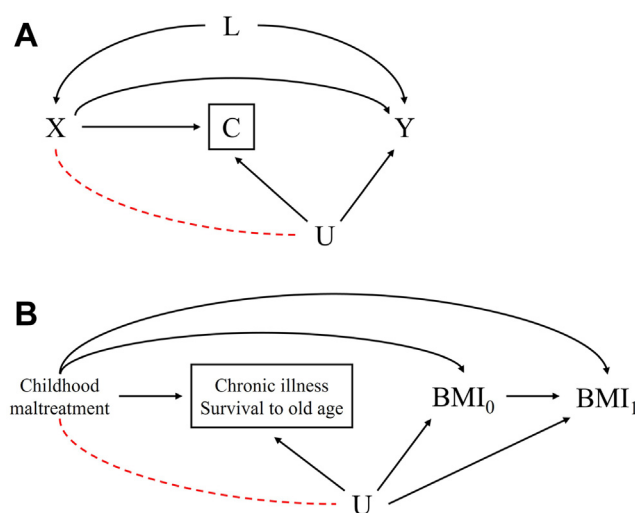 A
L
X
C
Y
U
B
Childhood
maltreatment
Chronic illness
Survival to old age
BMI₀
BMI₁
U